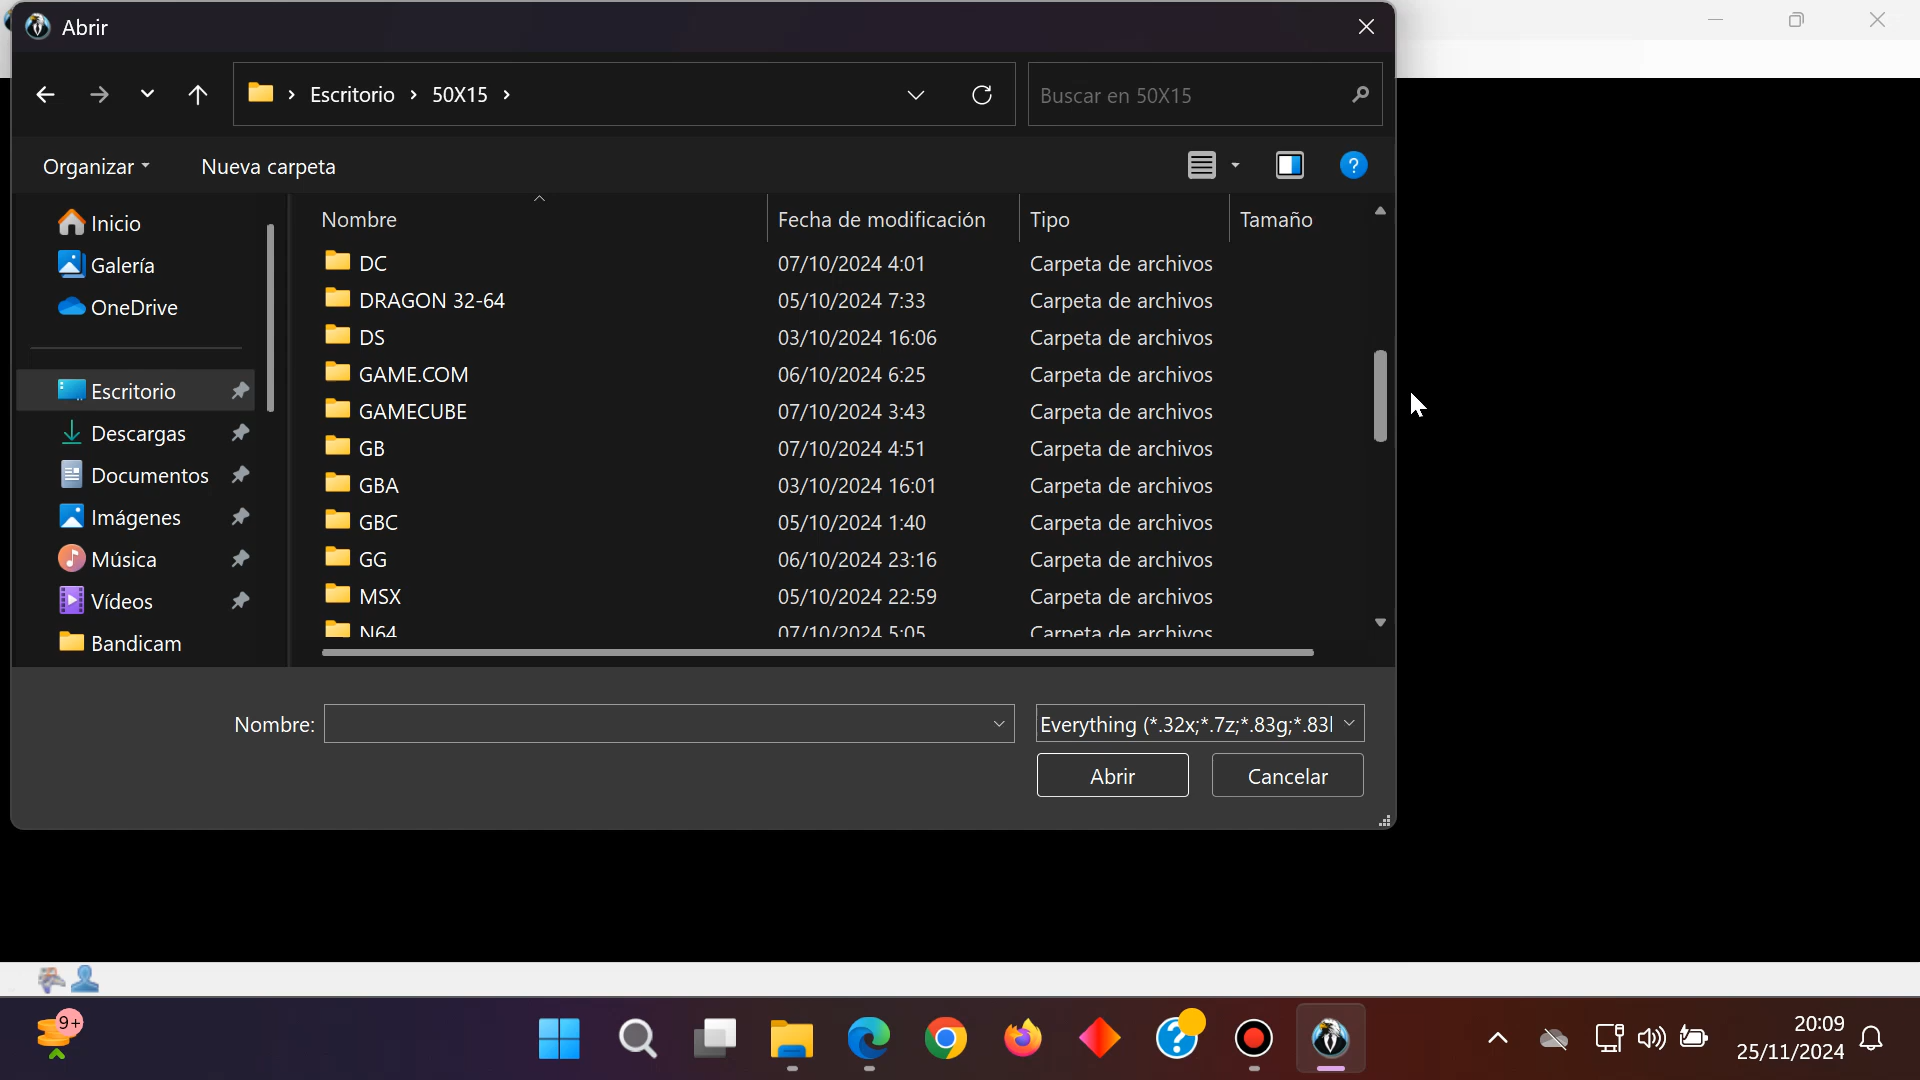 Abrir
Escritorio › 50X15 ›
Buscar en 50X15
Organizar
Nueva carpeta
Inicio
Galería
OneDrive
Escritorio
Descargas
Documentos
Imágenes
Música
Vídeos
Bandicam
Nombre Fecha de modificación Tipo Tamaño
DC 07/10/2024 4:01 Carpeta de archivos
DRAGON 32-64 05/10/2024 7:33 Carpeta de archivos
DS 03/10/2024 16:06 Carpeta de archivos
GAME.COM 06/10/2024 6:25 Carpeta de archivos
GAMECUBE 07/10/2024 3:43 Carpeta de archivos
GB 07/10/2024 4:51 Carpeta de archivos
GBA 03/10/2024 16:01 Carpeta de archivos
GBC 05/10/2024 1:40 Carpeta de archivos
GG 06/10/2024 23:16 Carpeta de archivos
MSX 05/10/2024 22:59 Carpeta de archivos
N64 07/10/2024 5:05 Carpeta de archivos
Nombre:
Everything (*.32x;*.7z;*.83g;*.83l
Abrir
Cancelar
9+
20:09
25/11/2024